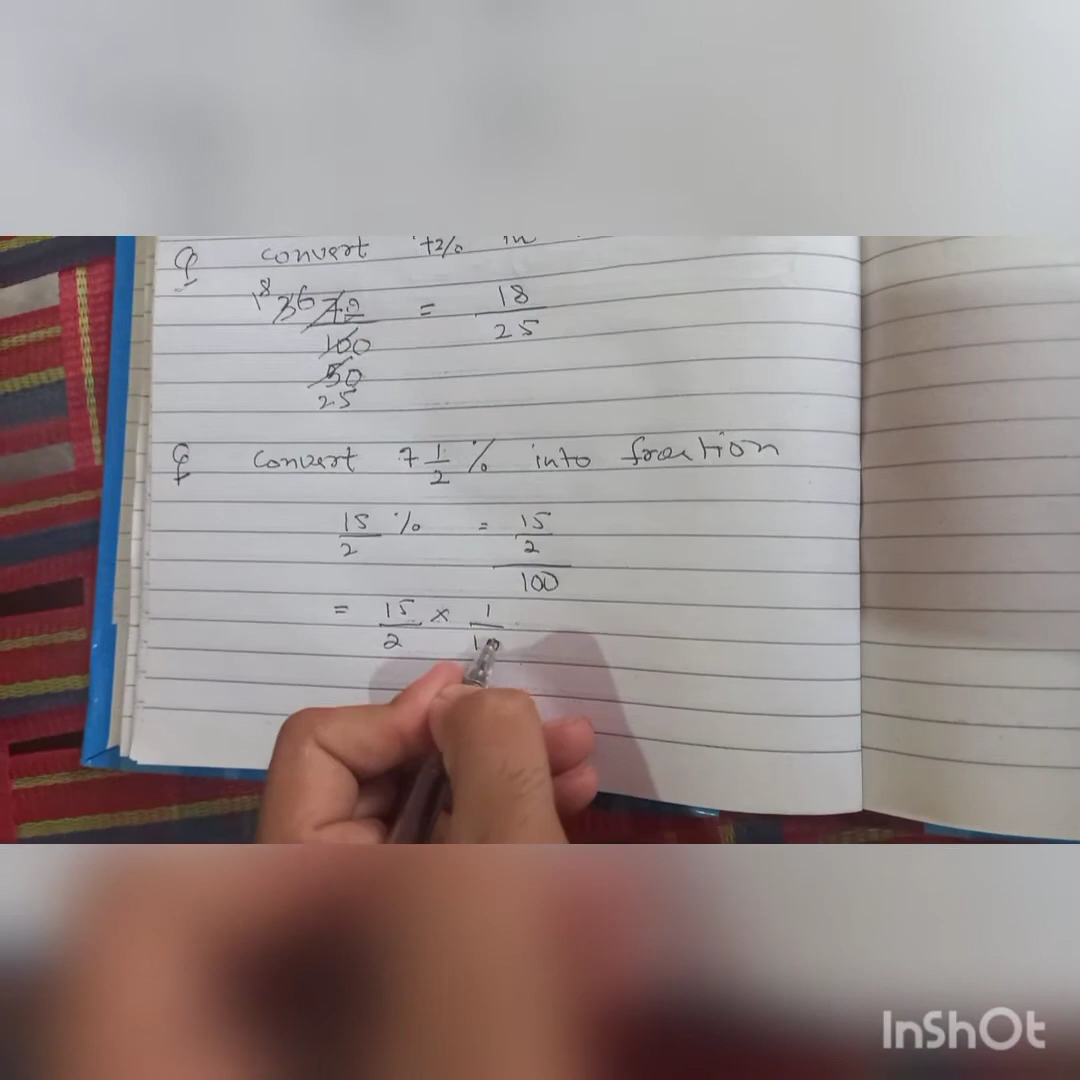 Q convert 72% in
18 36 72 = 18
100 25
50
25
Q convert 7 1/2 % into fraction
15/2 % = 15/2
100
= 15/2 × 1/10
InShOt